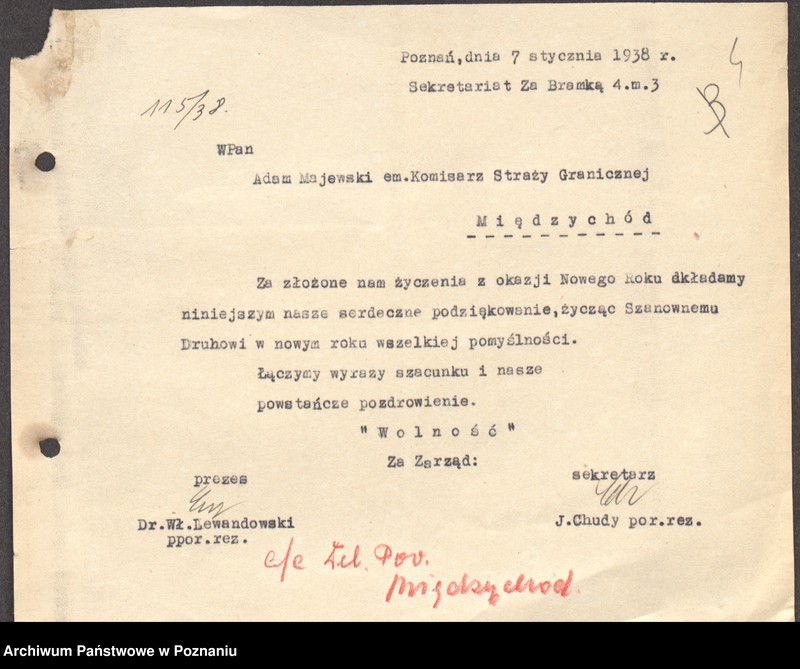 Poznań,dnia 7 stycznia 1938 r.
Sekretariat Za Bramką 4.m.3
4
B
115/38.
WPan
Adam Majewski em.Komisarz Straży Granicznej
Międzychód
Za złożone nam życzenia z okazji Nowego Roku dkładamy
niniejszym nasze serdeczne podziękowanie,życząc Szanownemu
Druhowi w nowym roku wszelkiej pomyślności.
Łączymy wyrazy szacunku i nasze
powstańcze pozdrowienie.
"Wolność"
Za Zarząd:
prezes
sekretarz
Dr.Wł.Lewandowski
ppor.rez.
J.Chudy por.rez.
Pow.
Międzychod.
Archiwum Państwowe w Poznaniu